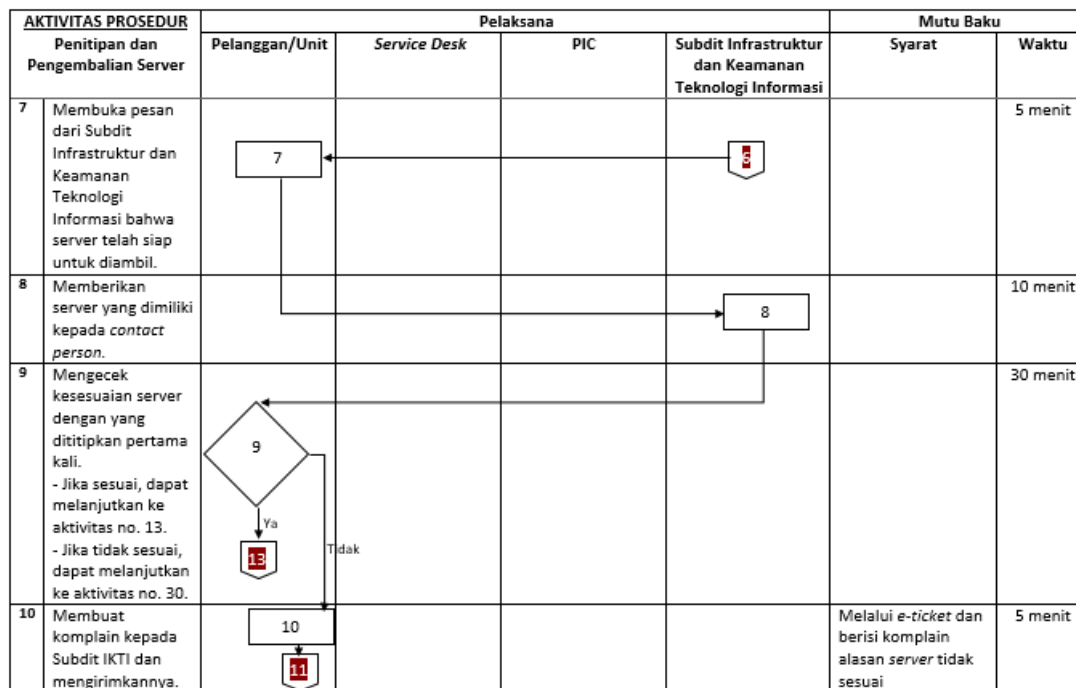 AKTIVITAS PROSEDUR
Pelaksana
Mutu Baku
Penitipan dan
Pengembalian Server
Pelanggan/Unit
Service Desk
PIC
Subdit Infrastruktur
dan Keamanan
Teknologi Informasi
Syarat
Waktu
7
Membuka pesan
dari Subdit
Infrastruktur dan
Keamanan
Teknologi
Informasi bahwa
server telah siap
untuk diambil.
7
6
5 menit
8
Memberikan
server yang dimiliki
kepada contact
person.
8
10 menit
9
Mengecek
kesesuaian server
dengan yang
dititipkan pertama
kali.
- Jika sesuai, dapat
melanjutkan ke
aktivitas no. 13.
- Jika tidak sesuai,
dapat melanjutkan
ke aktivitas no. 30.
9
Ya
13
Tidak
30 menit
10
Membuat
komplain kepada
Subdit IKTI dan
mengirimkannya.
10
11
Melalui e-ticket dan
berisi komplain
alasan server tidak
sesuai
5 menit